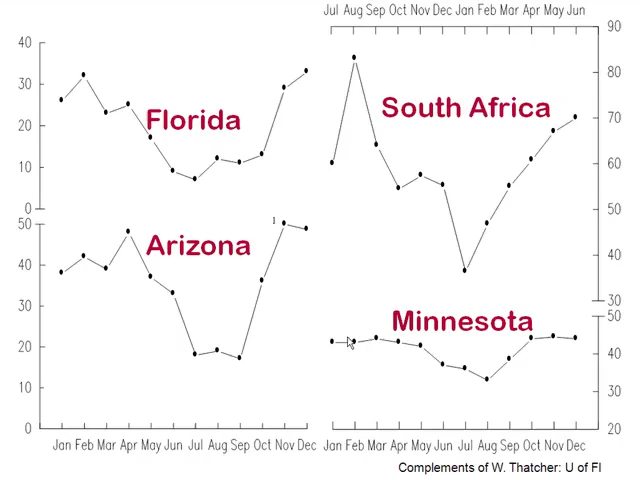 Jul Aug Sep Oct Nov Dec Jan Feb Mar Apr May Jun
40
30
20
10
0
Florida
90
80
70
60
50
40
30
South Africa
50
40
30
20
10
0
Arizona
50
40
30
20
Minnesota
Jan Feb Mar Apr May Jun Jul Aug Sep Oct Nov Dec
Jan Feb Mar Apr May Jun Jul Aug Sep Oct Nov Dec
Complements of W. Thatcher: U of Fl